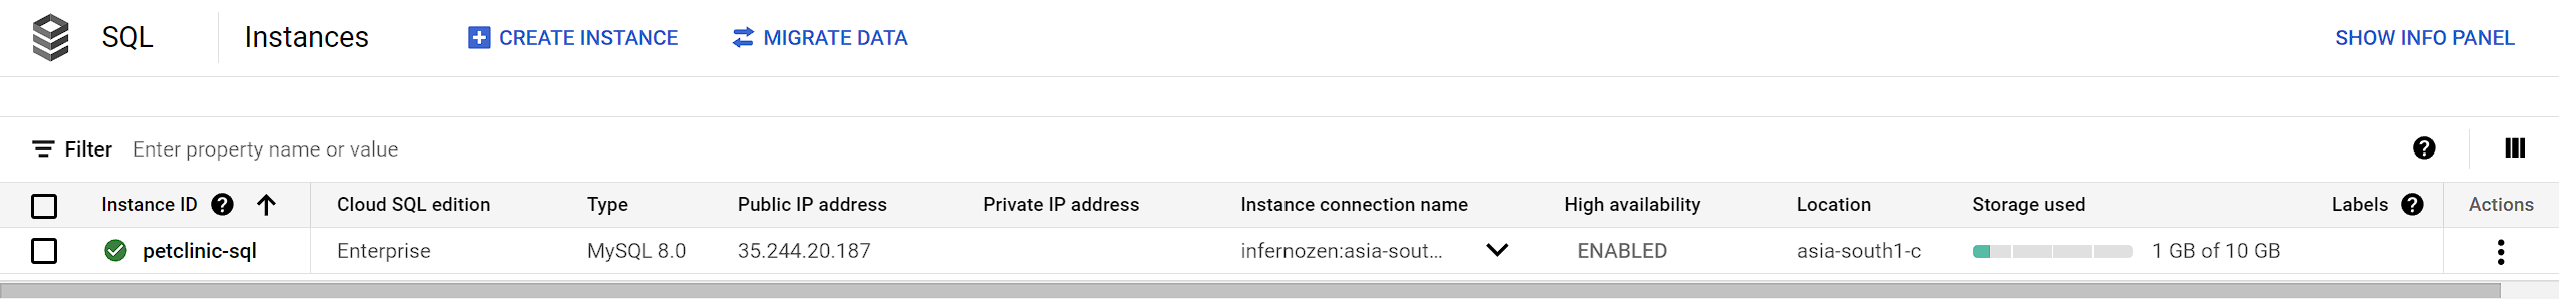 SQL Instances CREATE INSTANCE MIGRATE DATA SHOW INFO PANEL
Filter Enter property name or value
Instance ID Cloud SQL edition Type Public IP address Private IP address Instance connection name High availability Location Storage used Labels Actions
petclinic-sql Enterprise MySQL 8.0 35.244.20.187 infernozen:asia-sout... ENABLED asia-south1-c 1 GB of 10 GB